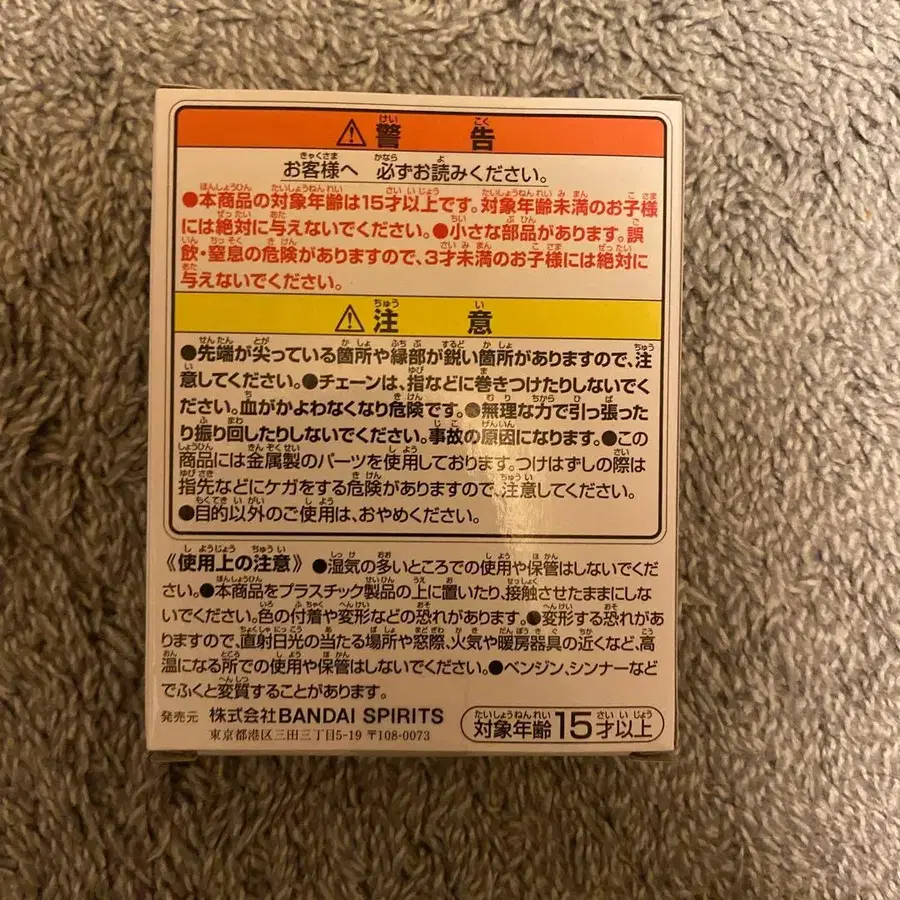 ⚠警告
お客様へ 必ずお読みください。
●本商品の対象年齢は15才以上です。対象年齢未満のお子様
には絶対に与えないでください。●小さな部品があります。誤
飲・窒息の危険がありますので、3才未満のお子様には絶対に
与えないでください。
⚠注意
●先端が尖っている箇所や縁部が鋭い箇所がありますので、注
意してください。●チェーンは、指などに巻きつけたりしないでく
ださい。血がかよわなくなり危険です。●無理な力で引っ張った
り振り回したりしないでください。事故の原因になります。●この
商品には金属製のパーツを使用しております。つけはずしの際は
指先などにケガをする危険がありますので、注意してください。
●目的以外のご使用は、おやめください。
《使用上の注意》●湿気の多いところでの使用や保管はしないでくだ
さい。●本商品をプラスチック製品の上に置いたり、接触させたままにしな
いでください。色の付着や変形などの恐れがあります。●変形する恐れがあ
りますので、直射日光の当たる場所や窓際、火気や暖房器具の近くなど、高
温になる所での使用や保管はしないでください。●ベンジン、シンナーなど
でふくと変質することがあります。
発売元 株式会社BANDAI SPIRITS
東京都港区三田三丁目5-19 〒108-0073
対象年齢15才以上